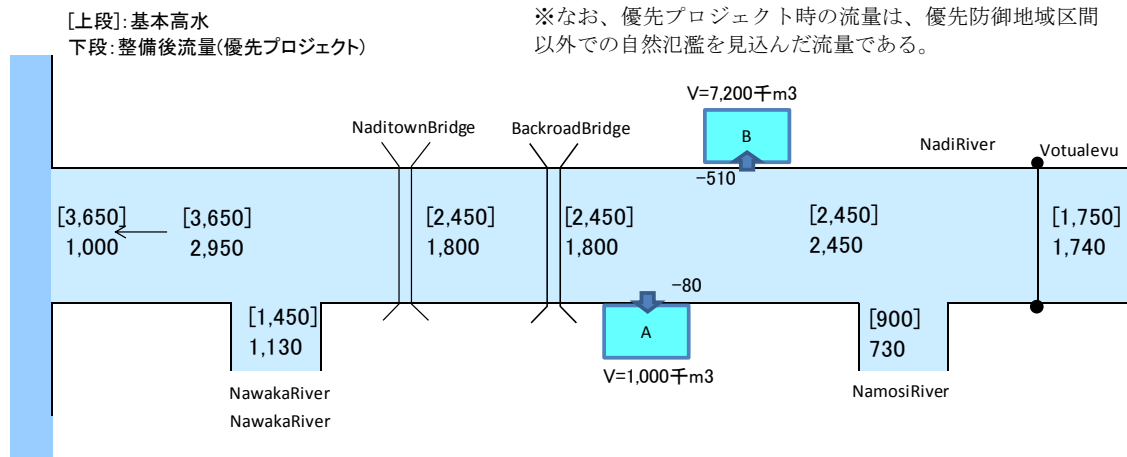 [上段]:基本高水
下段:整備後流量(優先プロジェクト)
※なお、優先プロジェクト時の流量は、優先防御地域区間
以外での自然氾濫を見込んだ流量である。
V=7,200千m3
NaditownBridge
BackroadBridge
B
NadiRiver
Votualevu
-510
[3,650]
1,000
[3,650]
2,950
[2,450]
1,800
[2,450]
1,800
[2,450]
2,450
[1,750]
1,740
-80
[1,450]
1,130
A
[900]
730
V=1,000千m3
NawakaRiver
NamosiRiver
NawakaRiver